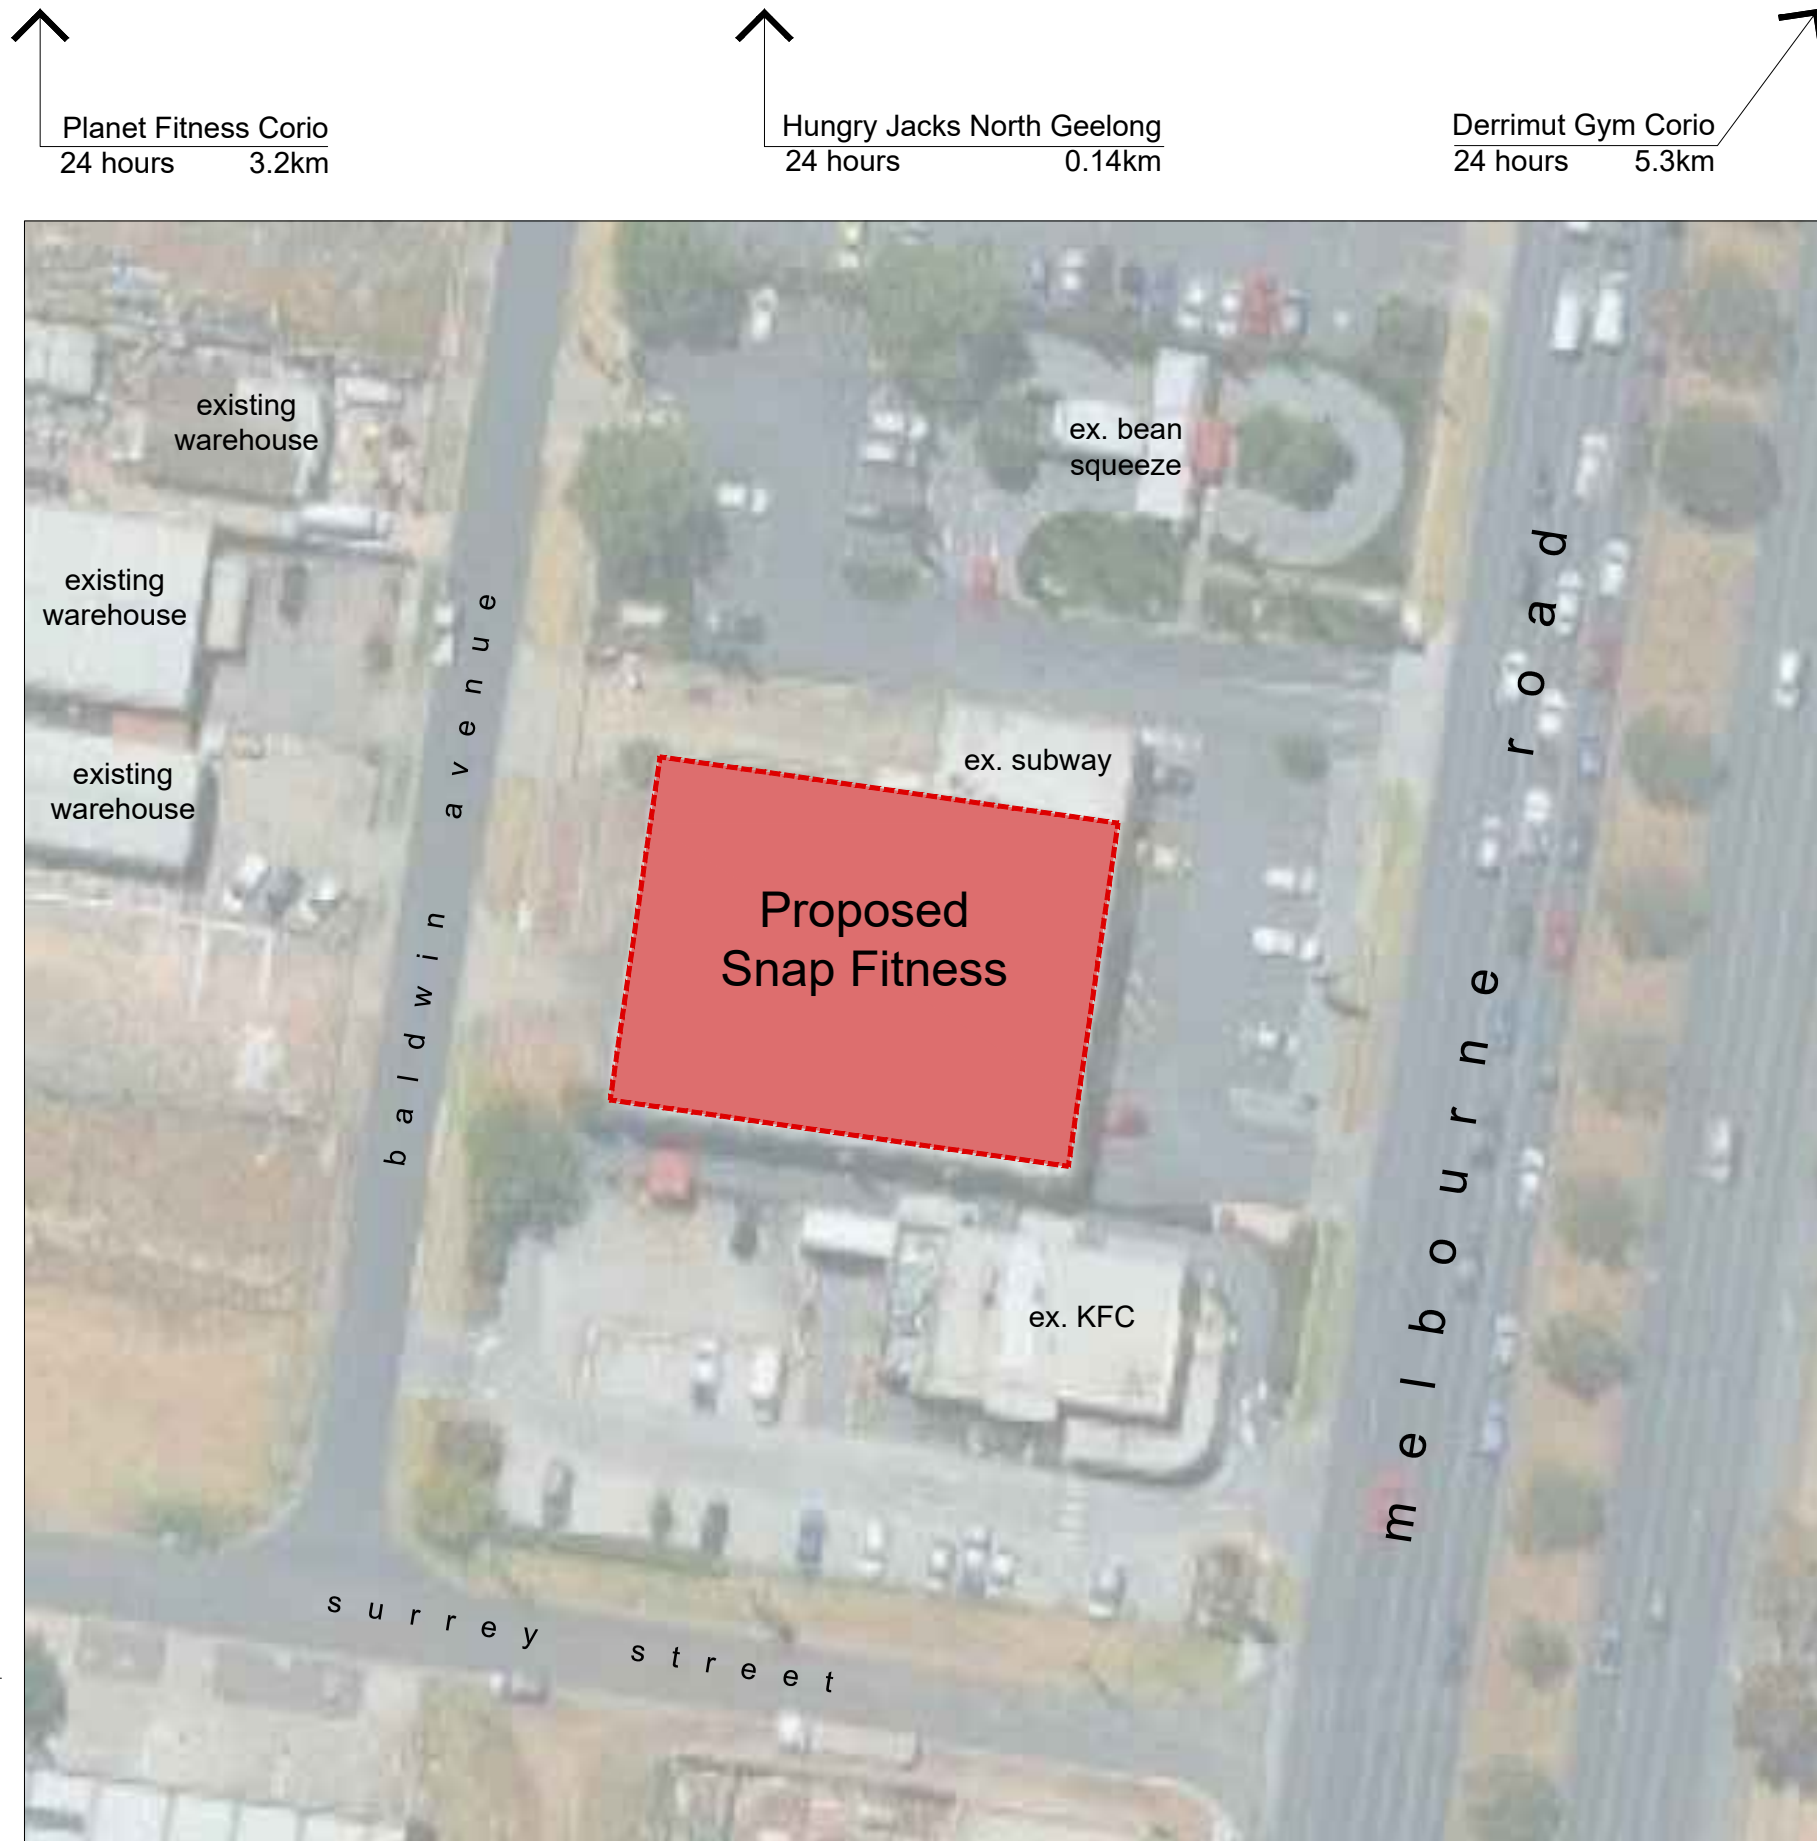 Planet Fitness Corio
24 hours 3.2km
Hungry Jacks North Geelong
24 hours 0.14km
Derrimut Gym Corio
24 hours 5.3km
existing
warehouse
ex. bean
squeeze
existing
warehouse
existing
warehouse
ex. subway
Proposed
Snap Fitness
baldwin avenue
melbourne road
ex. KFC
surrey street